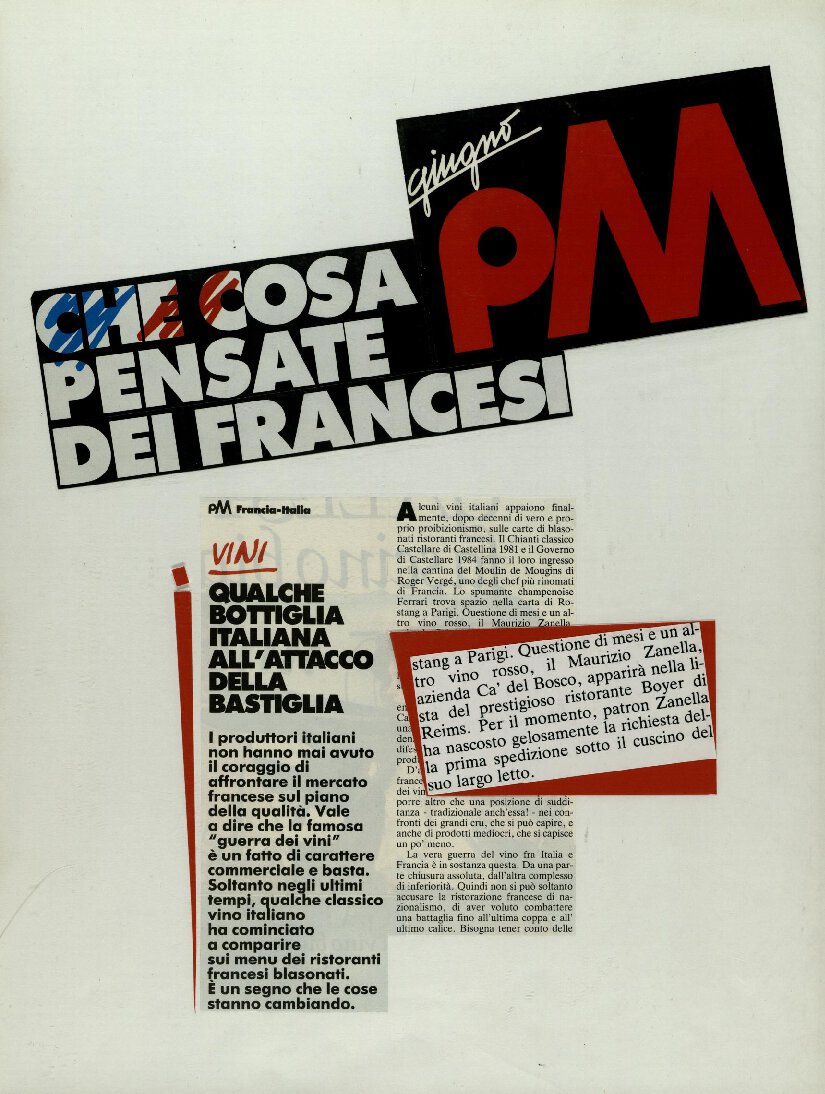 giugno
PM
CHE COSA
PENSATE
DEI FRANCESI
PM Francia-Italia
VINI
QUALCHE
BOTTIGLIA
ITALIANA
ALL'ATTACCO
DELLA
BASTIGLIA
I produttori italiani
non hanno mai avuto
il coraggio di
affrontare il mercato
francese sul piano
della qualità. Vale
a dire che la famosa
"guerra dei vini"
è un fatto di carattere
commerciale e basta.
Soltanto negli ultimi
tempi, qualche classico
vino italiano
ha cominciato
a comparire
sui menu dei ristoranti
francesi blasonati.
È un segno che le cose
stanno cambiando.
Alcuni vini italiani appaiono final-
mente, dopo decenni di vero e pro-
prio proibizionismo, sulle carte di blaso-
nati ristoranti francesi. Il Chianti classico
Castellare di Castellina 1981 e il Governo
di Castellare 1984 fanno il loro ingresso
nella cantina del Moulin de Mougins di
Roger Vergé, uno degli chef più rinomati
di Francia. Lo spumante champenoise
Ferrari trova spazio nella carta di Ro-
stang a Parigi. Questione di mesi e un al-
tro vino rosso, il Maurizio Zanella,
stang a Parigi. Questione di mesi e un al-
tro vino rosso, il Maurizio Zanella,
azienda Ca' del Bosco, apparirà nella li-
sta del prestigioso ristorante Boyer di
Reims. Per il momento, patron Zanella
ha nascosto gelosamente la richiesta del-
la prima spedizione sotto il cuscino del
suo largo letto.
dei vin
porre altro che una posizione di suddi-
tanza - tradizionale anch'essa! - nei con-
fronti dei grandi cru, che si può capire, e
anche di prodotti mediocri, che si capisce
un po' meno.
La vera guerra del vino fra Italia e
Francia è in sostanza questa. Da una par-
te chiusura assoluta, dall'altra complesso
di inferiorità. Quindi non si può soltanto
accusare la ristorazione francese di na-
zionalismo, di aver voluto combattere
una battaglia fino all'ultima coppa e all'
ultimo calice. Bisogna tener conto delle